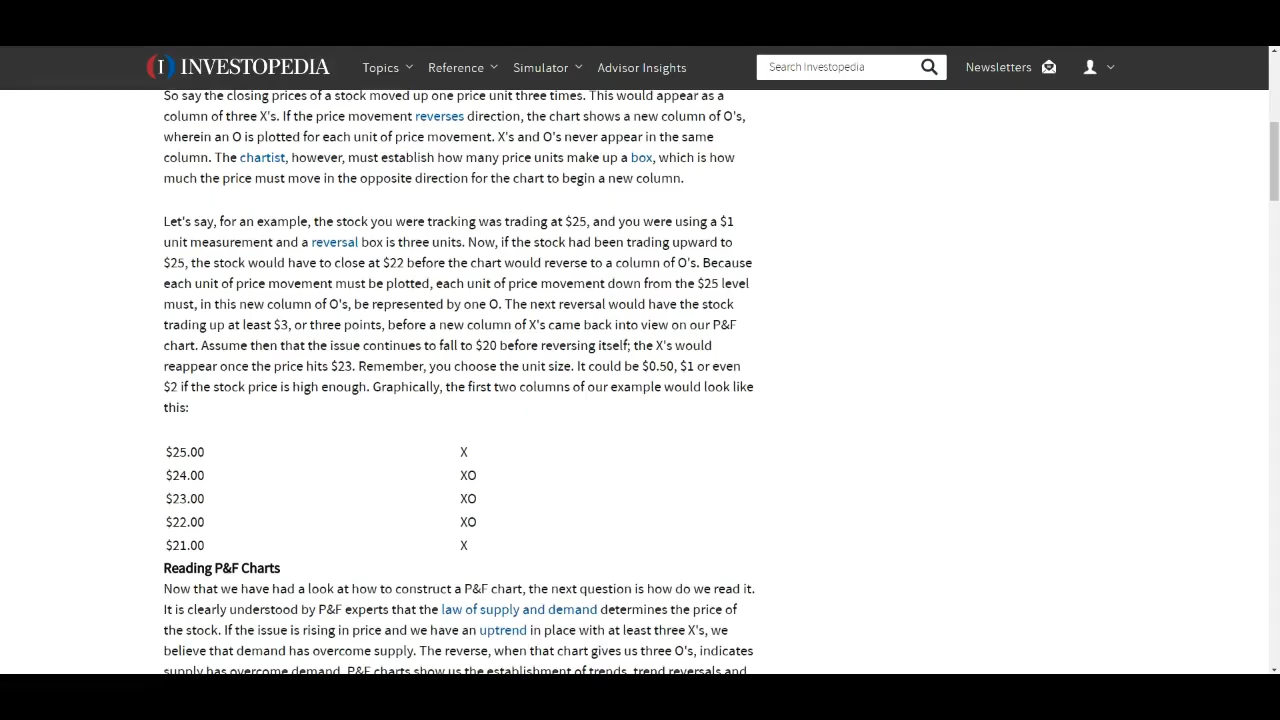 INVESTOPEDIA Topics Reference Simulator Advisor Insights Search Investopedia Newsletters
So say the closing prices of a stock moved up one price unit three times. This would appear as a
column of three X's. If the price movement reverses direction, the chart shows a new column of O's,
wherein an O is plotted for each unit of price movement. X's and O's never appear in the same
column. The chartist, however, must establish how many price units make up a box, which is how
much the price must move in the opposite direction for the chart to begin a new column.
Let's say, for an example, the stock you were tracking was trading at $25, and you were using a $1
unit measurement and a reversal box is three units. Now, if the stock had been trading upward to
$25, the stock would have to close at $22 before the chart would reverse to a column of O's. Because
each unit of price movement must be plotted, each unit of price movement down from the $25 level
must, in this new column of O's, be represented by one O. The next reversal would have the stock
trading up at least $3, or three points, before a new column of X's came back into view on our P&F
chart. Assume then that the issue continues to fall to $20 before reversing itself; the X's would
reappear once the price hits $23. Remember, you choose the unit size. It could be $0.50, $1 or even
$2 if the stock price is high enough. Graphically, the first two columns of our example would look like
this:
$25.00 X
$24.00 XO
$23.00 XO
$22.00 XO
$21.00 X
Reading P&F Charts
Now that we have had a look at how to construct a P&F chart, the next question is how do we read it.
It is clearly understood by P&F experts that the law of supply and demand determines the price of
the stock. If the issue is rising in price and we have an uptrend in place with at least three X's, we
believe that demand has overcome supply. The reverse, when that chart gives us three O's, indicates
supply has overcome demand. P&F charts show us the establishment of trends, trend reversals and